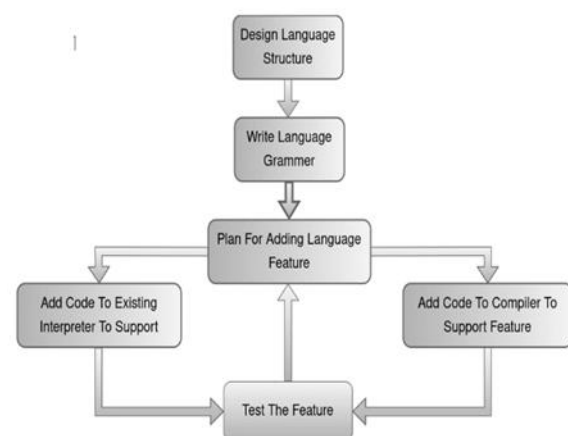 1
Design Language
Structure
Write Language
Grammer
Plan For Adding Language
Feature
Add Code To Existing
Interpreter To Support
Add Code To Compiler To
Support Feature
Test The Feature